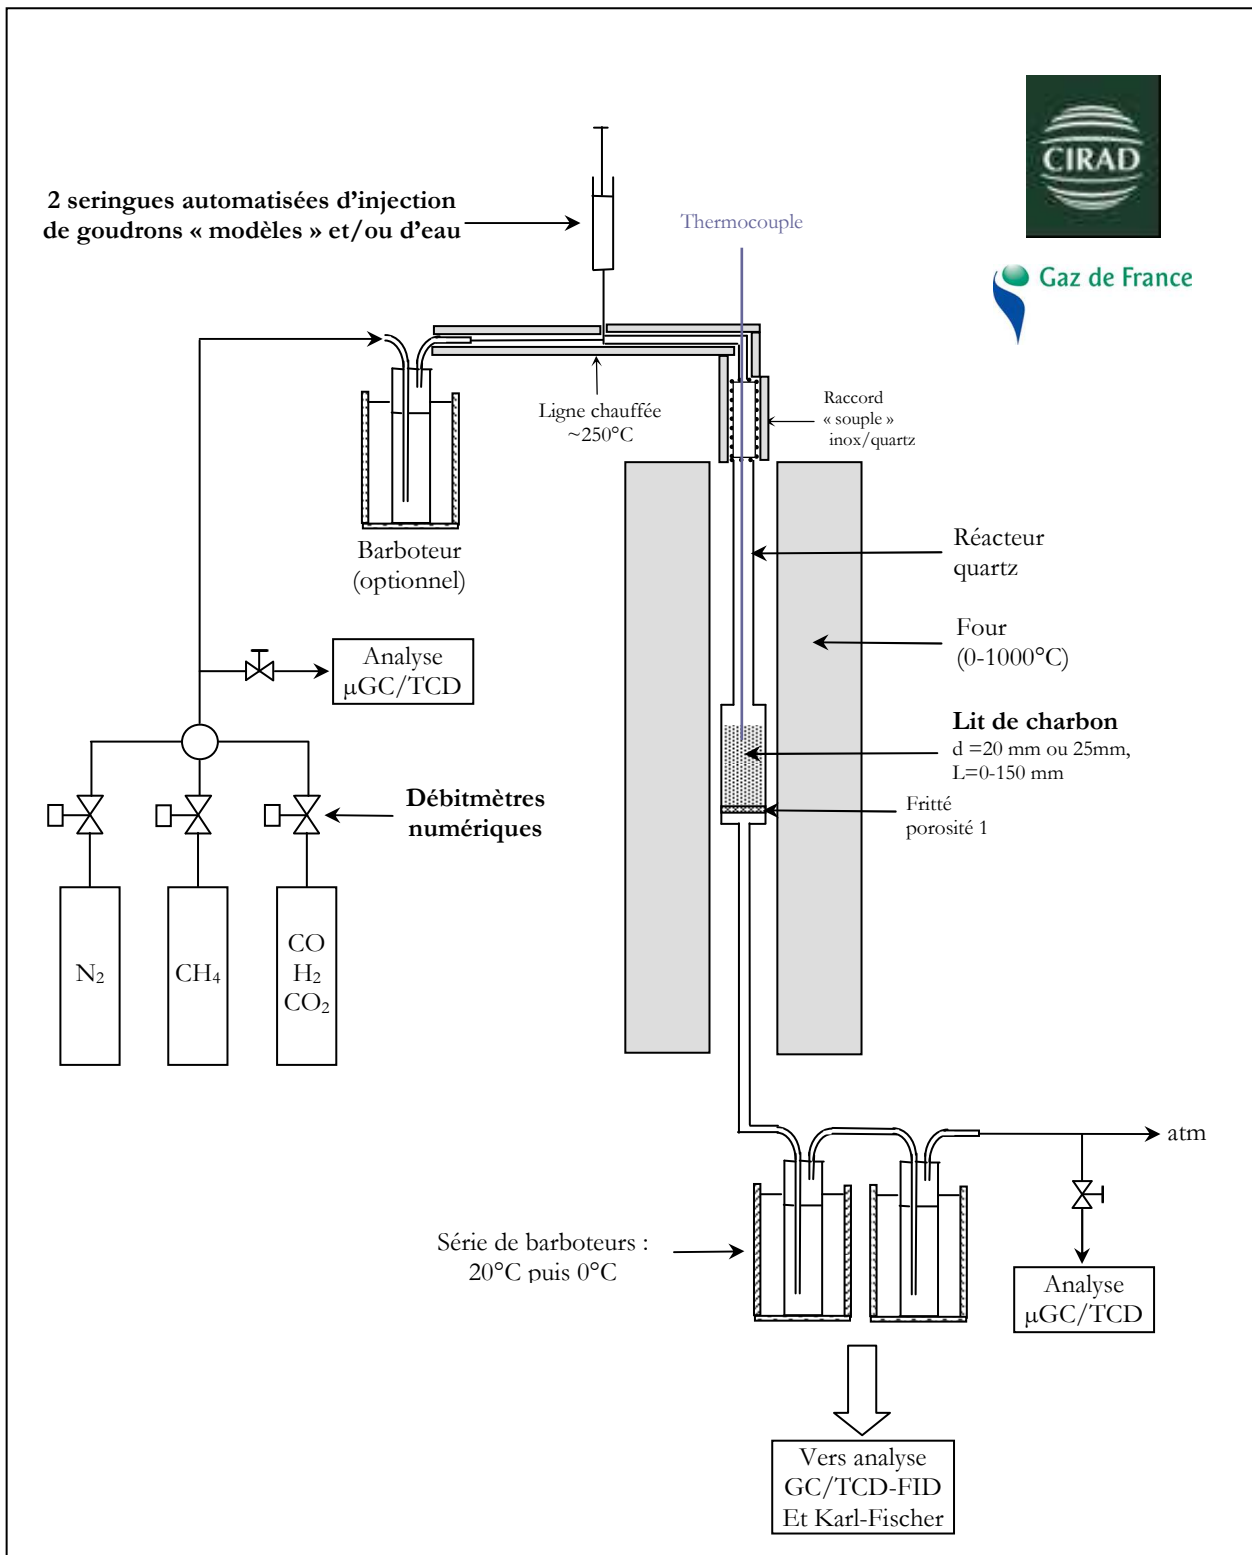 CIRAD
Gaz de France
2 seringues automatisées d'injection
de goudrons « modèles » et/ou d'eau
Thermocouple
Ligne chauffée
~250°C
Raccord
« souple »
inox/quartz
Barboteur
(optionnel)
Réacteur
quartz
Four
(0-1000°C)
Analyse
µGC/TCD
Lit de charbon
d =20 mm ou 25mm,
L=0-150 mm
Fritté
porosité 1
Débitmètres
numériques
N2
CH4
CO
H2
CO2
atm
Série de barboteurs :
20°C puis 0°C
Analyse
µGC/TCD
Vers analyse
GC/TCD-FID
Et Karl-Fischer